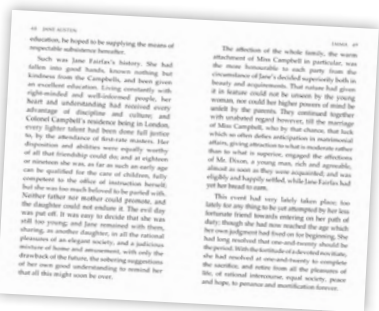 48 JANE AUSTEN
education, he hoped to be supplying the means of
respectable subsistence hereafter.
Such was Jane Fairfax's history. She had
fallen into good hands, known nothing but
kindness from the Campbells, and been given
an excellent education. Living constantly with
right-minded and well-informed people, her
heart and understanding had received every
advantage of discipline and culture; and
Colonel Campbell's residence being in London,
every lighter talent had been done full justice
to, by the attendance of first-rate masters. Her
disposition and abilities were equally worthy
of all that friendship could do; and at eighteen
or nineteen she was, as far as such an early age
can be qualified for the care of children, fully
competent to the office of instruction herself;
but she was too much beloved to be parted with.
Neither father nor mother could promote, and
the daughter could not endure it. The evil day
was put off. It was easy to decide that she was
still too young; and Jane remained with them,
sharing, as another daughter, in all the rational
pleasures of an elegant society, and a judicious
mixture of home and amusement, with only the
drawback of the future, the sobering suggestions
of her own good understanding to remind her
that all this might soon be over.
EMMA 49
The affection of the whole family, the warm
attachment of Miss Campbell in particular, was
the more honourable to each party from the
circumstance of Jane's decided superiority both in
beauty and acquirements. That nature had given
it in feature could not be unseen by the young
woman, nor could her higher powers of mind be
unfelt by the parents. They continued together
with unabated regard however, till the marriage
of Miss Campbell, who by that chance, that luck
which so often defies anticipation in matrimonial
affairs, giving attraction to what is moderate rather
than to what is superior, engaged the affections
of Mr. Dixon, a young man, rich and agreeable,
almost as soon as they were acquainted; and was
eligibly and happily settled, while Jane Fairfax had
yet her bread to earn.
This event had very lately taken place; too
lately for any thing to be yet attempted by her less
fortunate friend towards entering on her path of
duty; though she had now reached the age which
her own judgment had fixed on for beginning. She
had long resolved that one-and-twenty should be
the period. With the fortitude of a devoted novitiate,
she had resolved at one-and-twenty to complete
the sacrifice, and retire from all the pleasures of
life, of rational intercourse, equal society, peace
and hope, to penance and mortification forever.